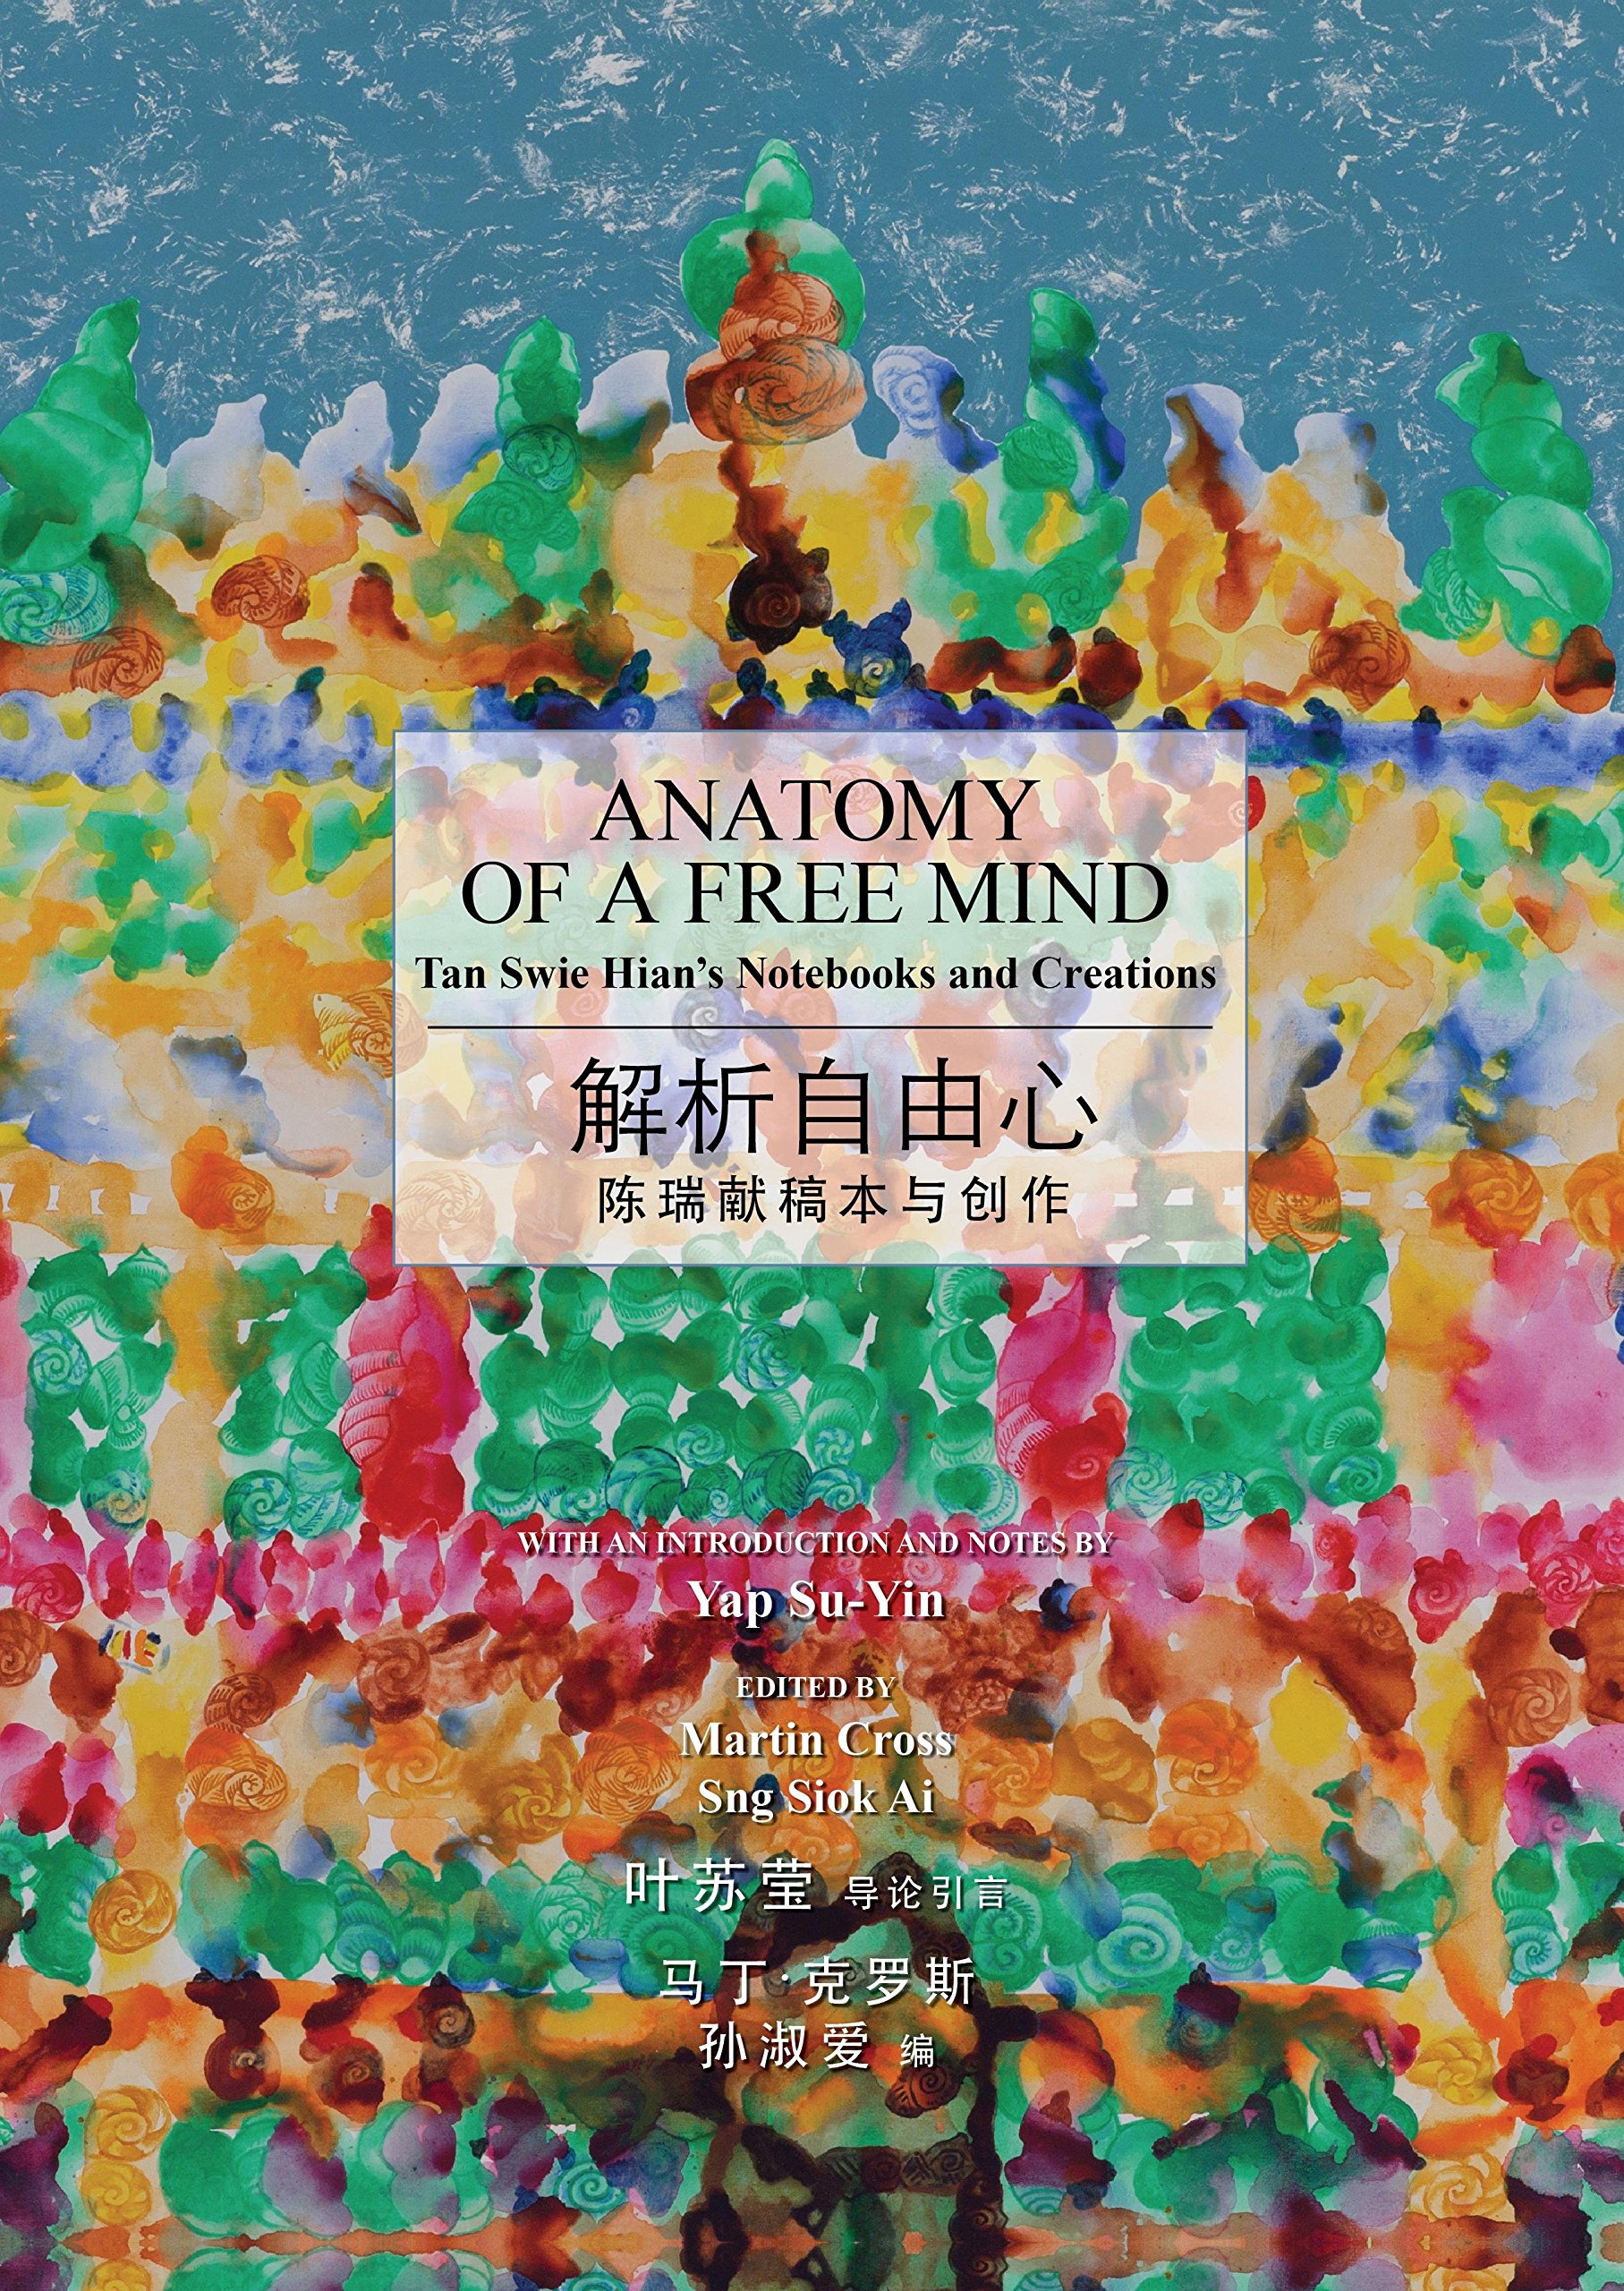 ANATOMY
OF A FREE MIND
Tan Swie Hian’s Notebooks and Creations
解析自由心
陈瑞献稿本与创作
WITH AN INTRODUCTION AND NOTES BY
Yap Su-Yin
EDITED BY
Martin Cross
Sng Siok Ai
叶苏莹 导论引言
马丁·克罗斯
孙淑爱 编